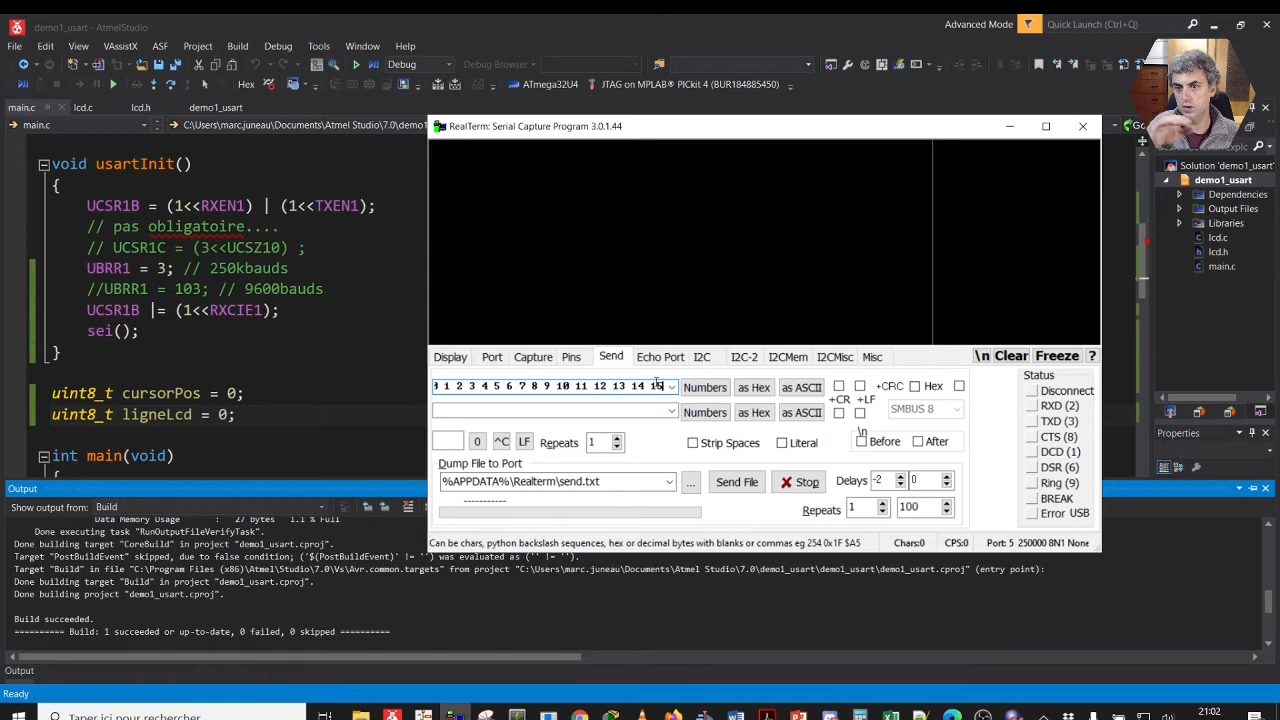 demo1_usart - AtmelStudio
Advanced Mode
Quick Launch (Ctrl+Q)
File Edit View VAssistX ASF Project Build Debug Tools Window Help
Debug
Debug Browser
Hex
ATmega32U4
JTAG on MPLAB® PICkit 4 (BUR184885450)
main.c lcd.c lcd.h demo1_usart
main.c
C:\Users\marc.juneau\Documents\Atmel Studio\7.0\demo1
Go
void usartInit()
{
UCSR1B = (1<<RXEN1) | (1<<TXEN1);
// pas obligatoire....
// UCSR1C = (3<<UCSZ10) ;
UBRR1 = 3; // 250kbauds
//UBRR1 = 103; // 9600bauds
UCSR1B |= (1<<RXCIE1);
sei();
}
uint8_t cursorPos = 0;
uint8_t ligneLcd = 0;
int main(void)
{
RealTerm: Serial Capture Program 3.0.1.44
Display Port Capture Pins Send Echo Port I2C I2C-2 I2CMem I2CMisc Misc
\n Clear Freeze ?
1 2 3 4 5 6 7 8 9 10 11 12 13 14 15
Numbers as Hex as ASCII
+CR +LF
+CRC Hex
Numbers as Hex as ASCII
SMBUS 8
0 ^C LF Repeats 1
Strip Spaces Literal
\n
Before After
Dump File to Port
%APPDATA%\Realterm\send.txt
... Send File Stop Delays -2 0
Repeats 1 100
-----------
Status
Disconnect
RXD (2)
TXD (3)
CTS (8)
DCD (1)
DSR (6)
Ring (9)
BREAK
Error USB
Can be chars, python backslash sequences, hex or decimal bytes with blanks or commas eg 254 0x1F $A5
Chars:0 CPS:0 Port: 5 250000 8N1 None
Explc
Solution 'demo1_usart'
demo1_usart
Dependencies
Output Files
Libraries
lcd.c
lcd.h
main.c
Properties
Output
Show output from: Build
Data Memory Usage : 27 bytes 1.1 % Full
Done executing task "RunOutputFileVerifyTask".
Done building target "CoreBuild" in project "demo1_usart.cproj".
Target "PostBuildEvent" skipped, due to false condition; ('$(PostBuildEvent)' != '') was evaluated as ('' != '').
Target "Build" in file "C:\Program Files (x86)\Atmel Studio\7.0\Vs\Avr.common.targets" from project "C:\Users\marc.juneau\Documents\Atmel Studio\7.0\demo1_usart\demo1_usart\demo1_usart.cproj" (entry point):
Done building target "Build" in project "demo1_usart.cproj".
Done building project "demo1_usart.cproj".
Build succeeded.
========== Build: 1 succeeded or up-to-date, 0 failed, 0 skipped ==========
Output
Ready
Taper ici pour rechercher
21:02